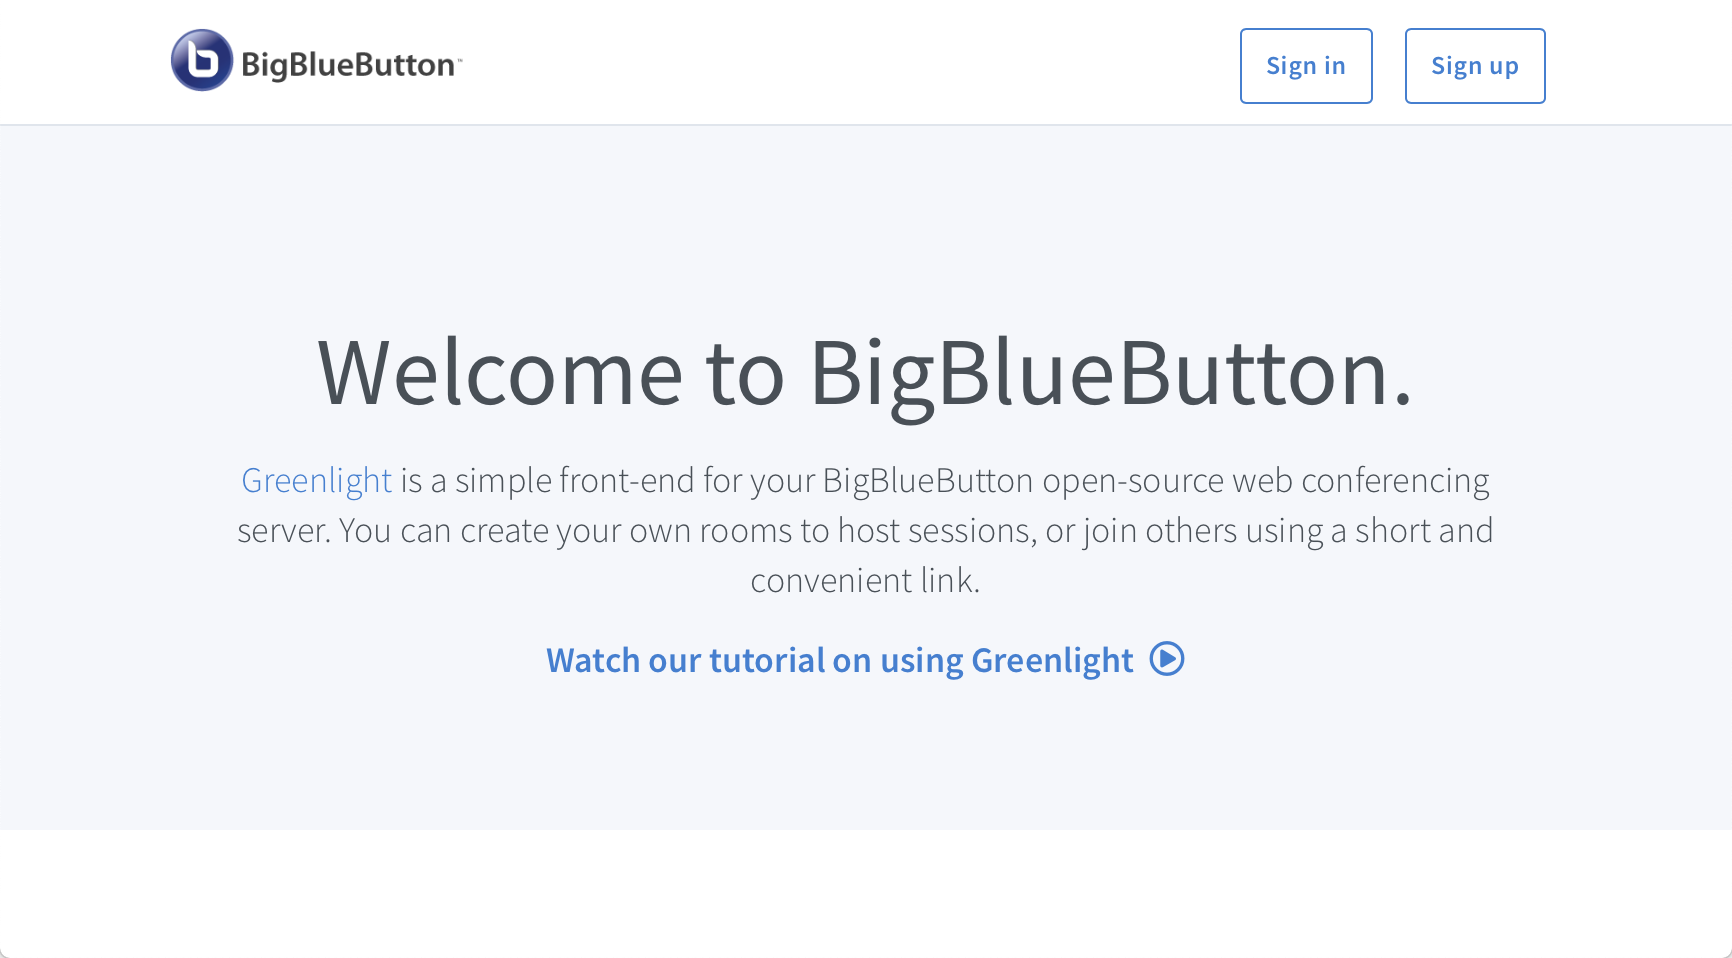 BigBlueButton™
Sign in
Sign up
Welcome to BigBlueButton.
Greenlight is a simple front-end for your BigBlueButton open-source web conferencing
server. You can create your own rooms to host sessions, or join others using a short and
convenient link.
Watch our tutorial on using Greenlight